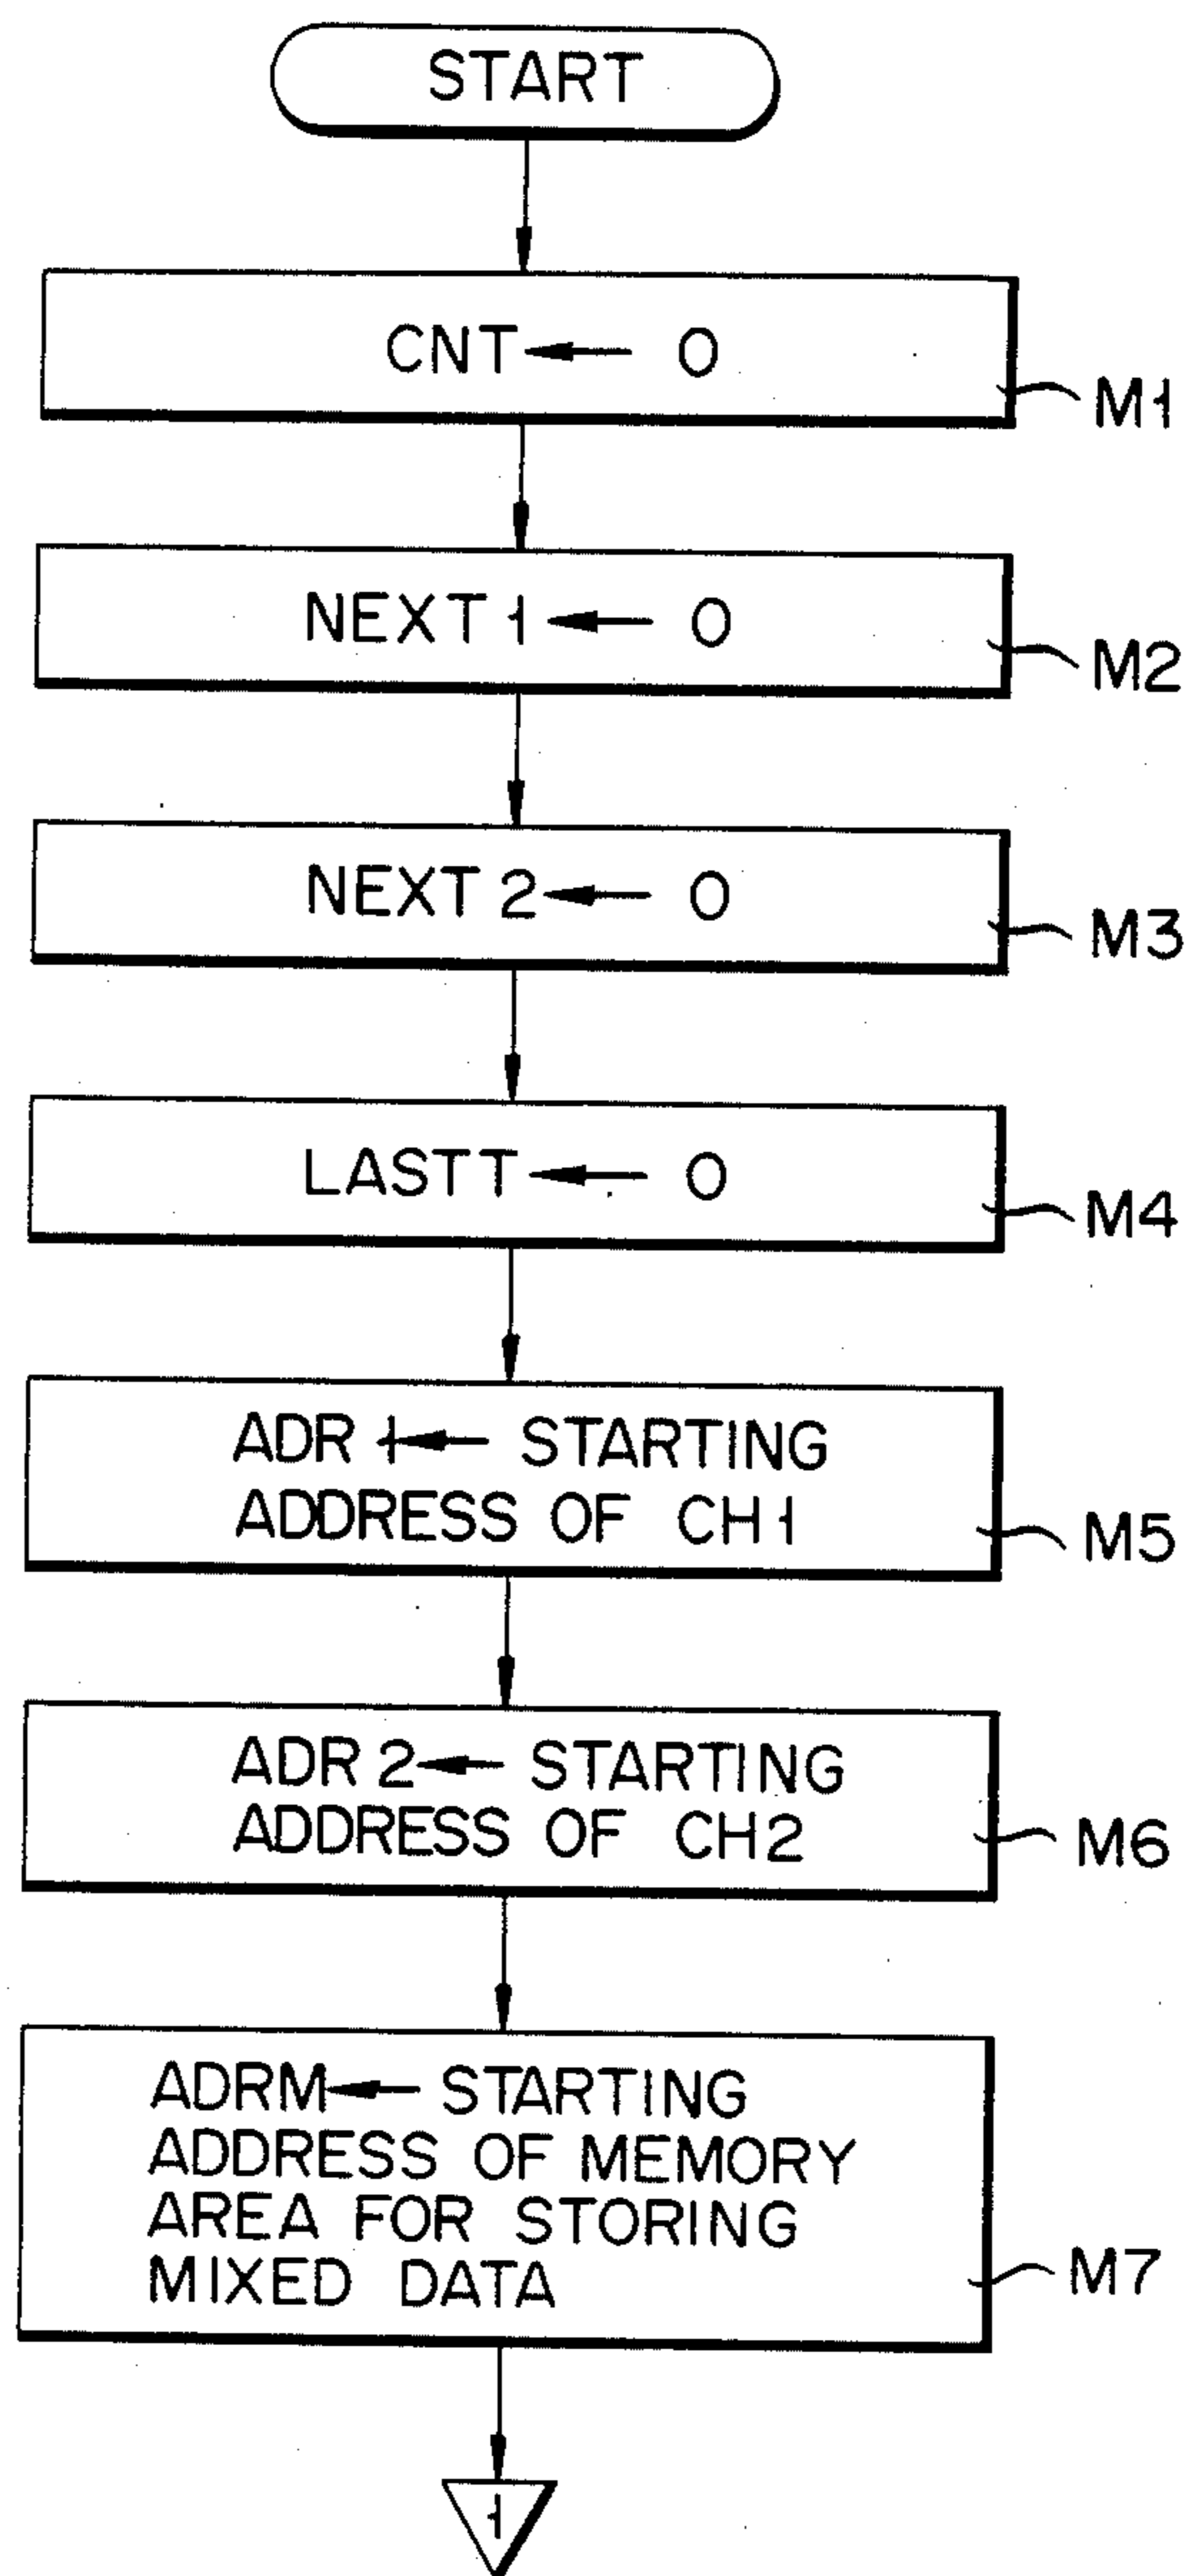 START
CNT ← 0
M1
NEXT 1 ← 0
M2
NEXT 2 ← 0
M3
LASTT ← 0
M4
ADR 1 ← STARTING
ADDRESS OF CH1
M5
ADR 2 ← STARTING
ADDRESS OF CH2
M6
ADRM ← STARTING
ADDRESS OF MEMORY
AREA FOR STORING
MIXED DATA
M7
1